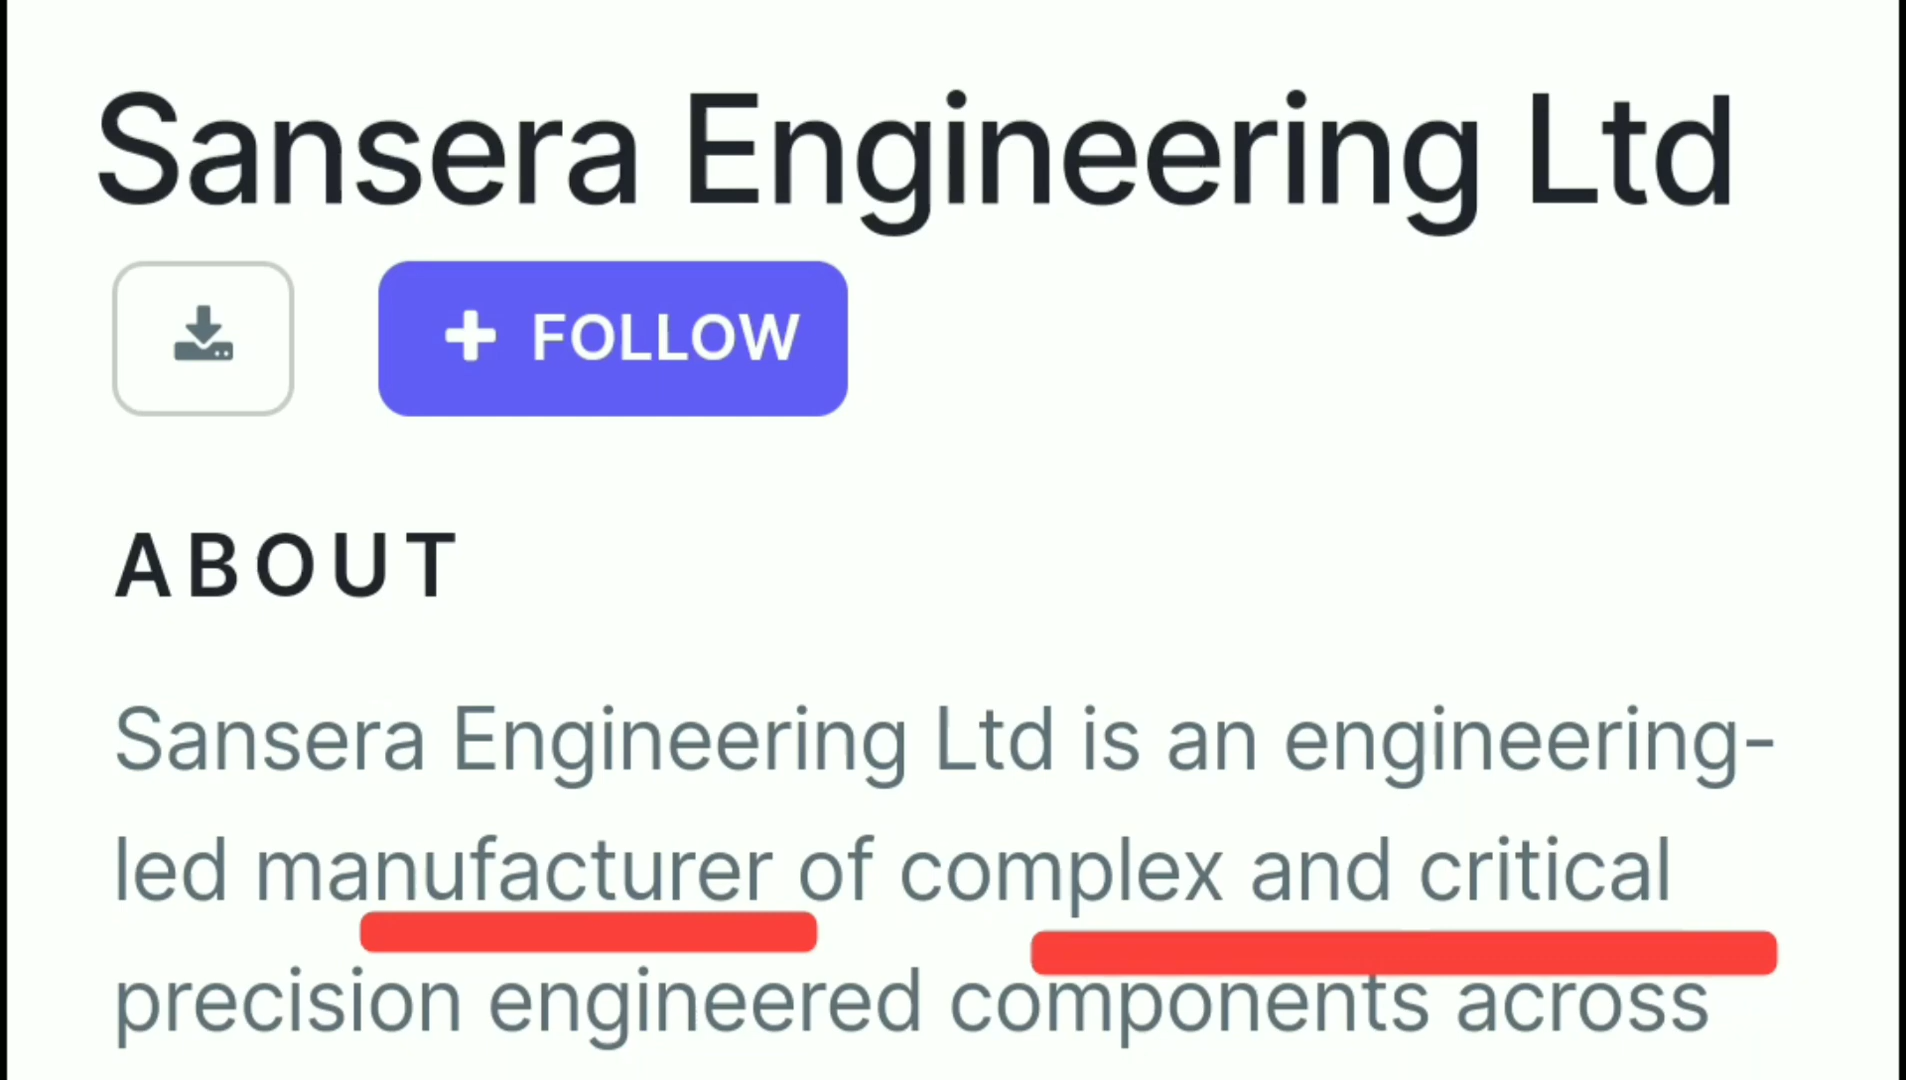 Sansera Engineering Ltd
FOLLOW
ABOUT
Sansera Engineering Ltd is an engineering-
led manufacturer of complex and critical
precision engineered components across